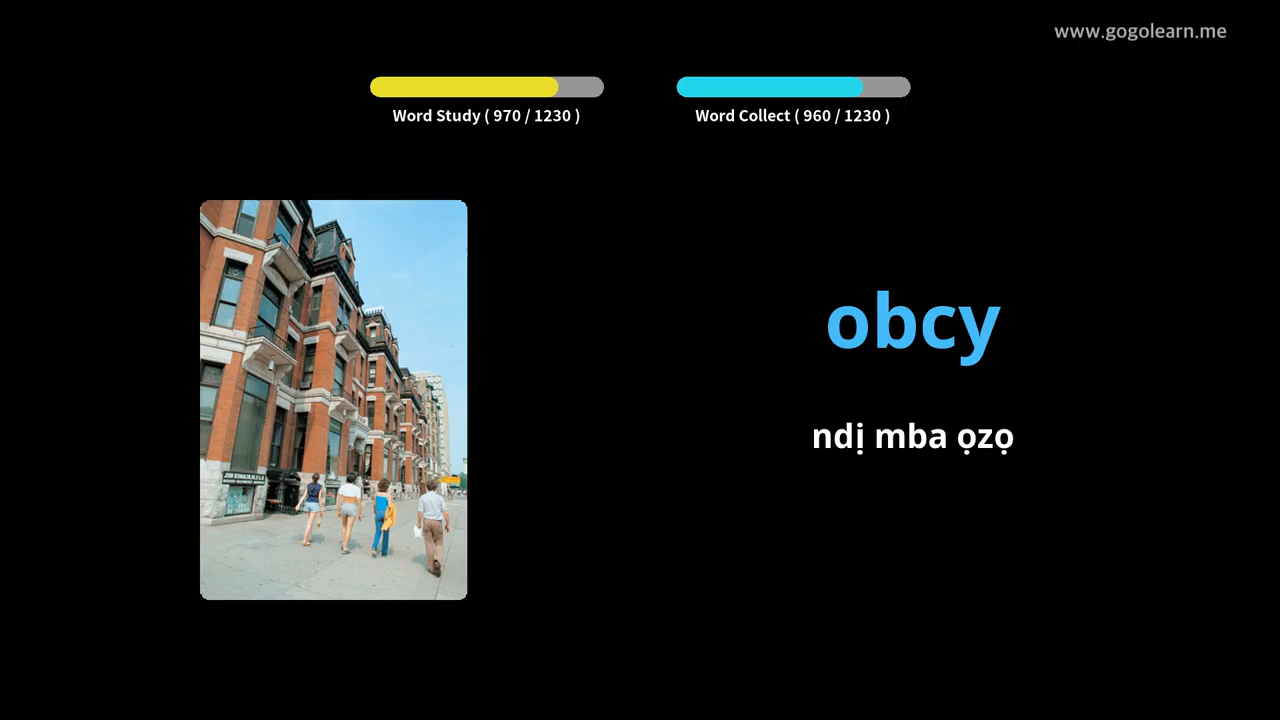 www.gogolearn.me
Word Study ( 970 / 1230 )
Word Collect ( 960 / 1230 )
obcy
ndị mba ọzọ